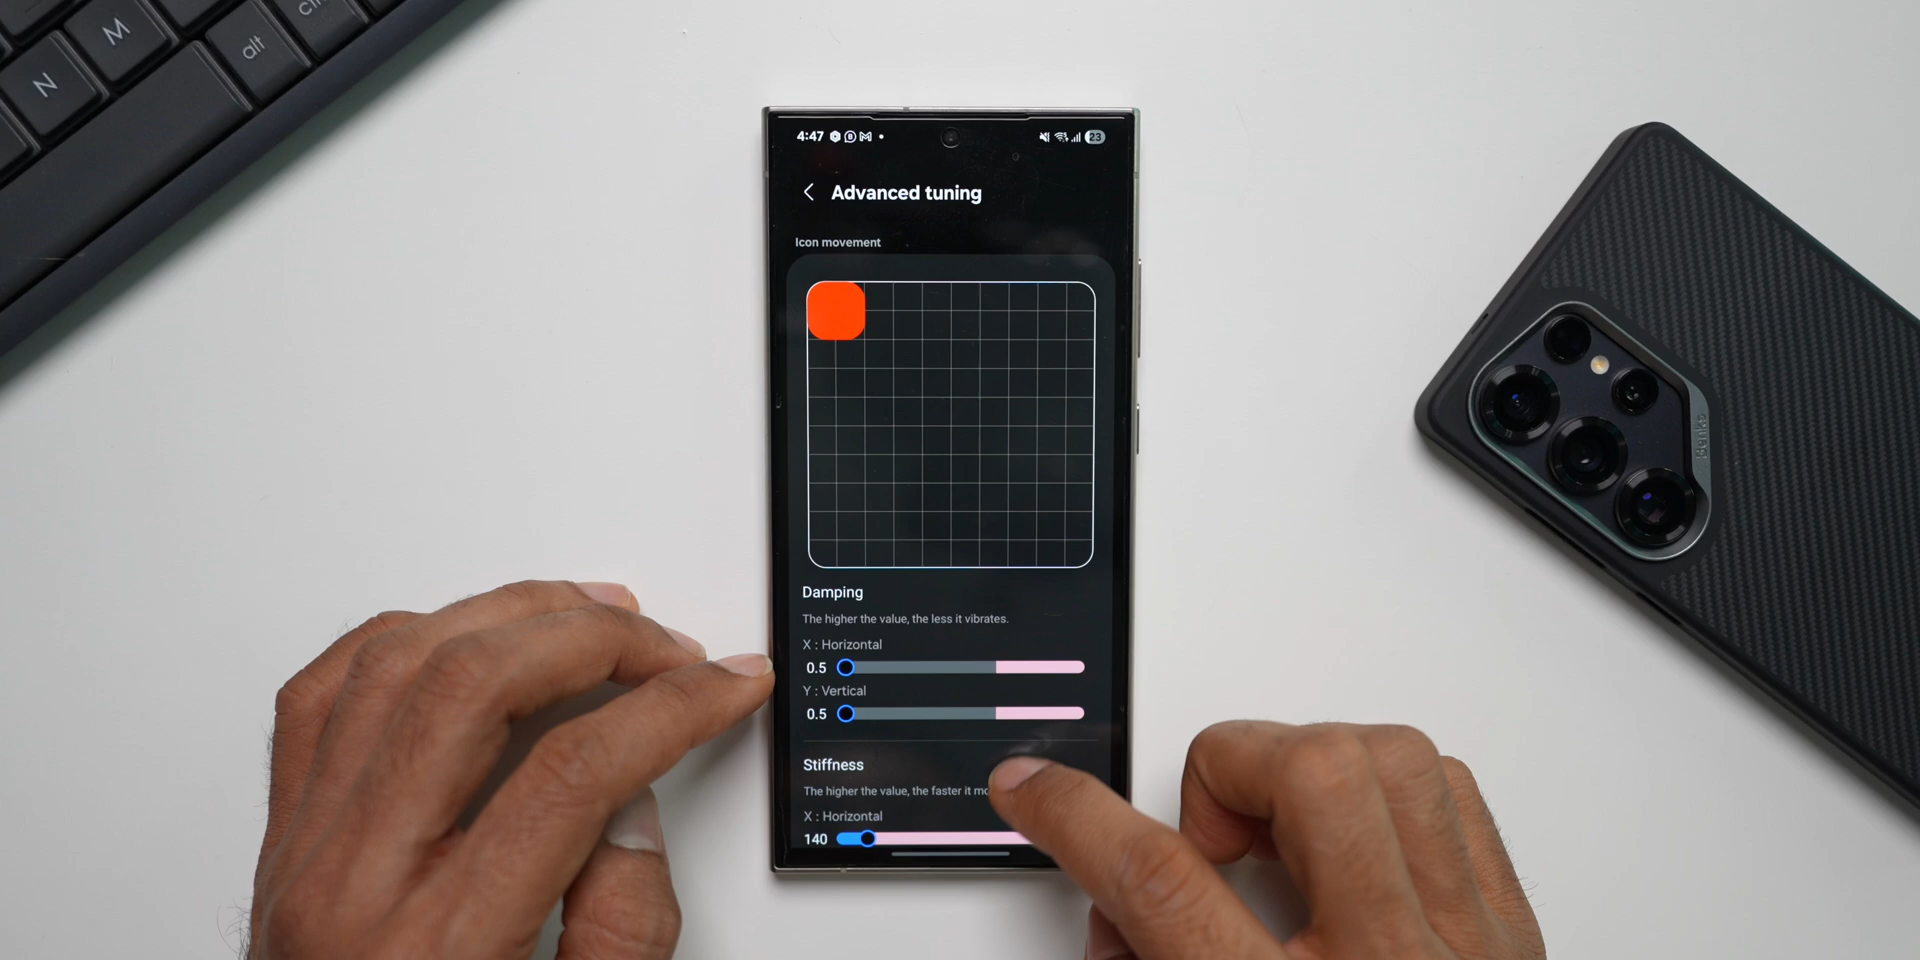 N
M
alt
4:47
23
Advanced tuning
Icon movement
Damping
The higher the value, the less it vibrates.
X : Horizontal
0.5
Y : Vertical
0.5
Stiffness
The higher the value, the faster it
X : Horizontal
140